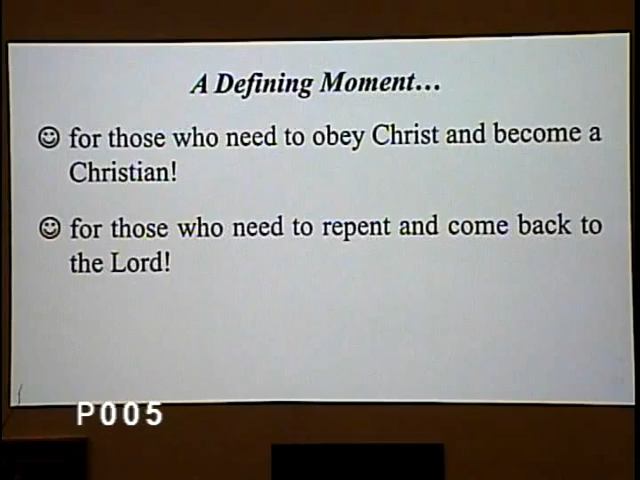 A Defining Moment...
☺ for those who need to obey Christ and become a
Christian!
☺ for those who need to repent and come back to
the Lord!
P005